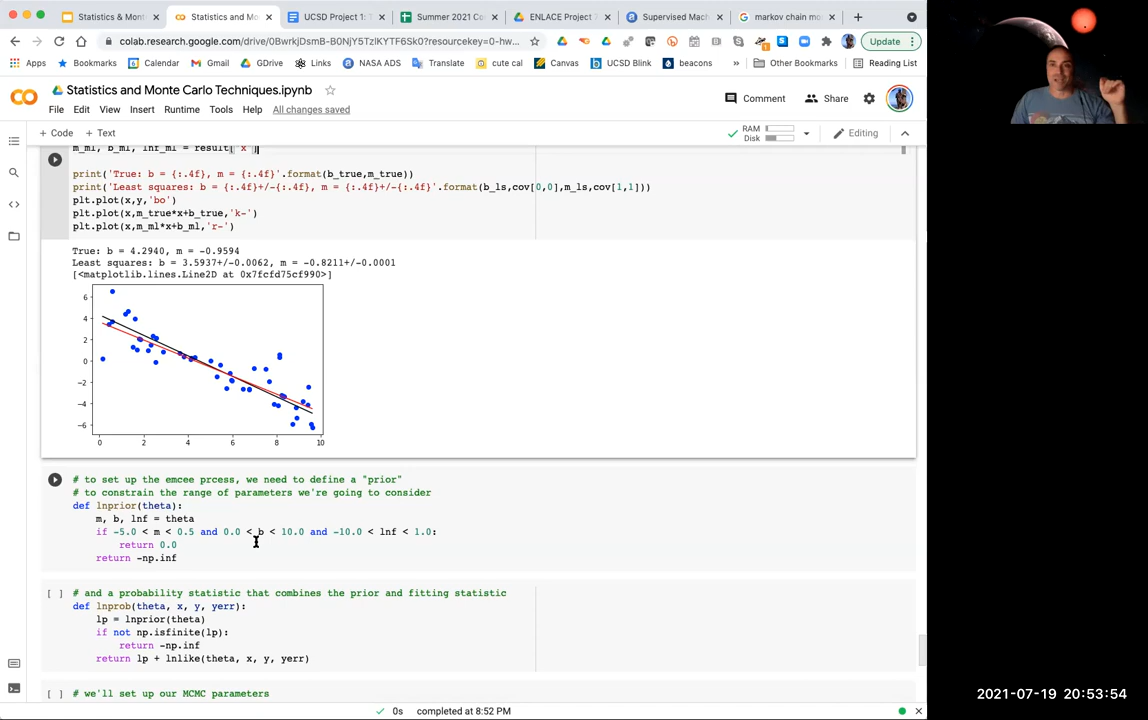 Statistics & Mont
Statistics and Mo
UCSD Project 1: T
Summer 2021 Co
ENLACE Project
Supervised Mac
markov chain mo
colab.research.google.com/drive/0BwrkjDsmB-B0NjY5TzlKYTF6Sk0?resourcekey=0-hw...
Update
Apps
Bookmarks
Calendar
Gmail
GDrive
Links
NASA ADS
Translate
cute cal
Canvas
UCSD Blink
beacons
Other Bookmarks
Reading List
Statistics and Monte Carlo Techniques.ipynb
Comment
Share
File Edit View Insert Runtime Tools Help All changes saved
+ Code + Text
RAM
Disk
Editing
m_ml, b_ml, lnf_ml = result['x']
print('True: b = {:.4f}, m = {:.4f}'.format(b_true,m_true))
print('Least squares: b = {:.4f}+/-{:.4f}, m = {:.4f}+/-{:.4f}'.format(b_ls,cov[0,0],m_ls,cov[1,1]))
plt.plot(x,y,'bo')
plt.plot(x,m_true*x+b_true,'k-')
plt.plot(x,m_ml*x+b_ml,'r-')
True: b = 4.2940, m = -0.9594
Least squares: b = 3.5937+/-0.0062, m = -0.8211+/-0.0001
[<matplotlib.lines.Line2D at 0x7fcfd75cf990>]
6
4
2
0
−2
−4
−6
0 2 4 6 8 10
# to set up the emcee prcess, we need to define a "prior"
# to constrain the range of parameters we're going to consider
def lnprior(theta):
m, b, lnf = theta
if -5.0 < m < 0.5 and 0.0 < b < 10.0 and -10.0 < lnf < 1.0:
return 0.0
return -np.inf
[ ] # and a probability statistic that combines the prior and fitting statistic
def lnprob(theta, x, y, yerr):
lp = lnprior(theta)
if not np.isfinite(lp):
return -np.inf
return lp + lnlike(theta, x, y, yerr)
[ ] # we'll set up our MCMC parameters
0s completed at 8:52 PM
2021-07-19 20:53:54